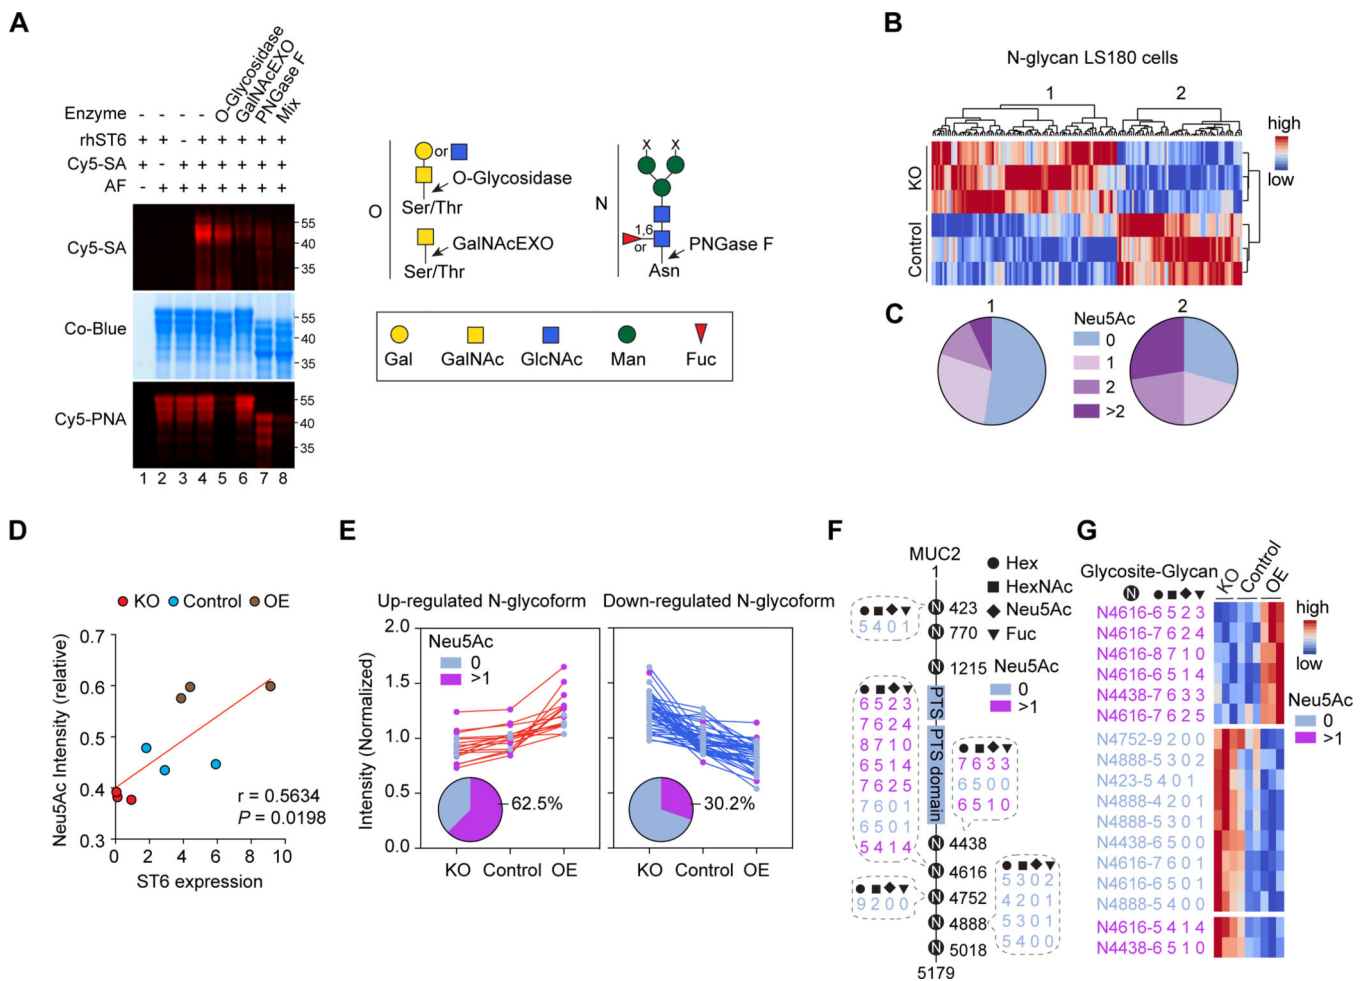 A
Enzyme - - - - O-Glycosidase GalNAcEXO PNGase F Mix
rhST6 + + - + + + + +
Cy5-SA + - + + + + + +
AF - + + + + + + +
Cy5-SA
55
40
35
Co-Blue
55
40
35
Cy5-PNA
55
40
35
1 2 3 4 5 6 7 8
O
or
O-Glycosidase
Ser/Thr
GalNAcEXO
Ser/Thr
N
X X
1,6
or
PNGase F
Asn
Gal GalNAc GlcNAc Man Fuc
B
N-glycan LS180 cells
1 2
KO
Control
high
low
C
1
Neu5Ac
0
1
2
>2
2
D
KO Control OE
Neu5Ac Intensity (relative)
0.7
0.6
0.5
0.4
0.3
r = 0.5634
P = 0.0198
0 2 4 6 8 10
ST6 expression
E
Up-regulated N-glycoform Down-regulated N-glycoform
Intensity (Normalized)
2.0
1.5
1.0
0.5
0.0
Neu5Ac
0
>1
62.5%
30.2%
KO Control OE KO Control OE
F
MUC2
1
Hex
HexNAc
Neu5Ac
Fuc
Neu5Ac
0
>1
N 423
N 770
N 1215
PTS
PTS domain
N 4438
N 4616
N 4752
N 4888
N 5018
5179
5 4 0 1
6 5 2 3
7 6 2 4
8 7 1 0
6 5 1 4
7 6 2 5
7 6 0 1
6 5 0 1
5 4 1 4
7 6 3 3
6 5 0 0
6 5 1 0
9 2 0 0
5 3 0 2
4 2 0 1
5 3 0 1
5 4 0 0
G
Glycosite-Glycan
N
KO
Control
OE
N4616-6 5 2 3
N4616-7 6 2 4
N4616-8 7 1 0
N4616-6 5 1 4
N4438-7 6 3 3
N4616-7 6 2 5
N4752-9 2 0 0
N4888-5 3 0 2
N423-5 4 0 1
N4888-4 2 0 1
N4888-5 3 0 1
N4438-6 5 0 0
N4616-7 6 0 1
N4616-6 5 0 1
N4888-5 4 0 0
N4616-5 4 1 4
N4438-6 5 1 0
high
low
Neu5Ac
0
>1